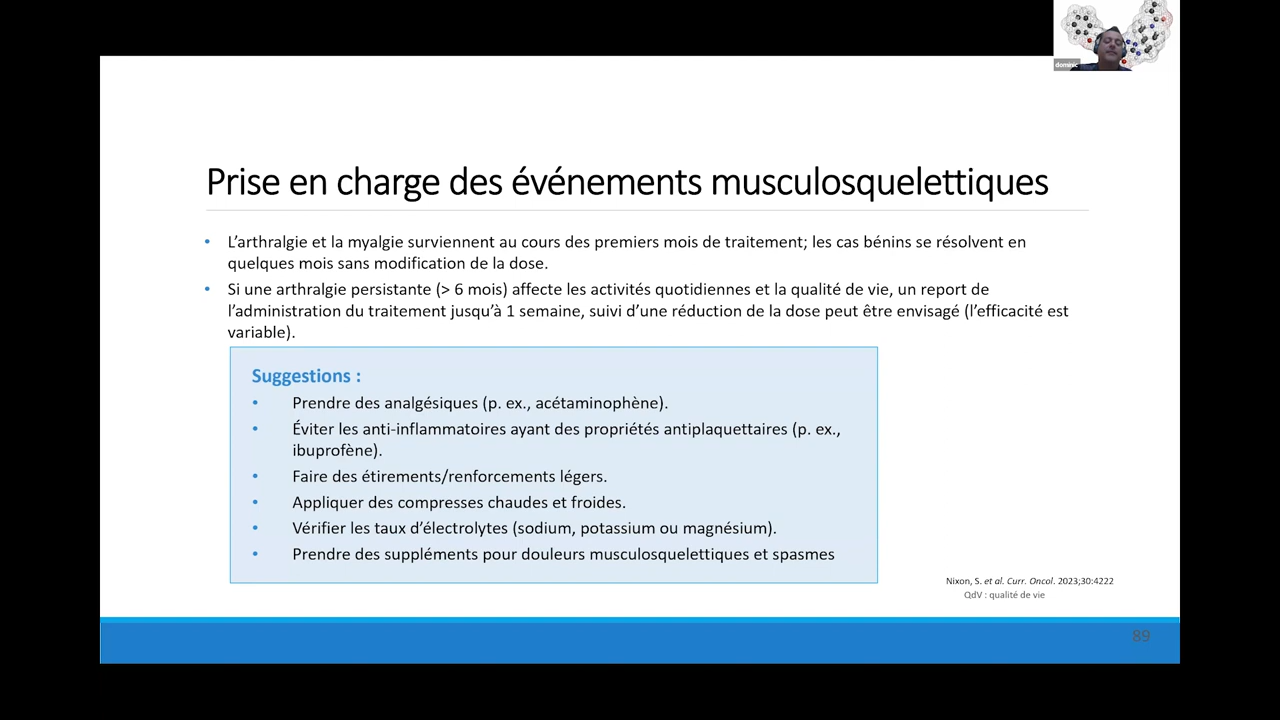 dominic
Prise en charge des événements musculosquelettiques
• L’arthralgie et la myalgie surviennent au cours des premiers mois de traitement; les cas bénins se résolvent en
quelques mois sans modification de la dose.
• Si une arthralgie persistante (> 6 mois) affecte les activités quotidiennes et la qualité de vie, un report de
l’administration du traitement jusqu’à 1 semaine, suivi d’une réduction de la dose peut être envisagé (l’efficacité est
variable).
Suggestions :
• Prendre des analgésiques (p. ex., acétaminophène).
• Éviter les anti-inflammatoires ayant des propriétés antiplaquettaires (p. ex.,
ibuprofène).
• Faire des étirements/renforcements légers.
• Appliquer des compresses chaudes et froides.
• Vérifier les taux d’électrolytes (sodium, potassium ou magnésium).
• Prendre des suppléments pour douleurs musculosquelettiques et spasmes
Nixon, S. et al. Curr. Oncol. 2023;30:4222
QdV : qualité de vie
89